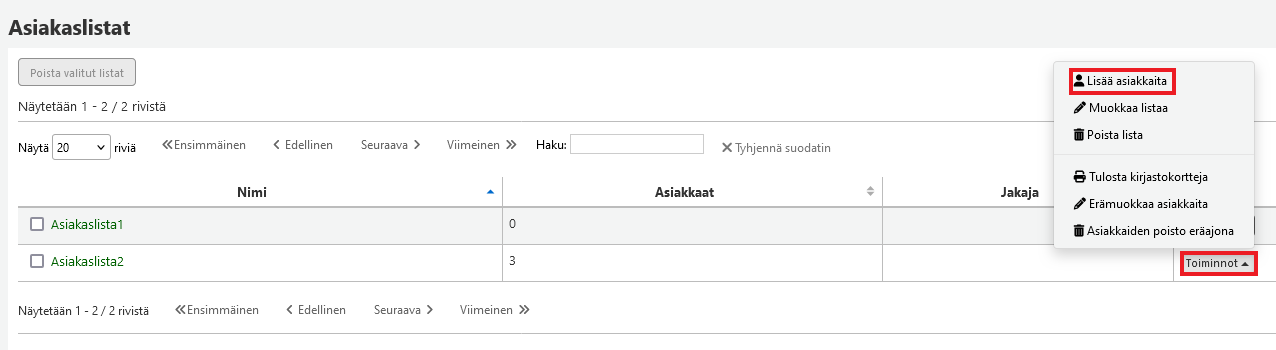 Asiakaslistat
Poista valitut listat
Näytetään 1 - 2 / 2 rivistä
Näytä 20 riviä Ensimmäinen Edellinen Seuraava Viimeinen Haku: Tyhjennä suodatin
Nimi Asiakkaat Jakaja
Asiakaslista1 0
Asiakaslista2 3 Toiminnot
Lisää asiakkaita
Muokkaa listaa
Poista lista
Tulosta kirjastokortteja
Erämuokkaa asiakkaita
Asiakkaiden poisto eräajona
Näytetään 1 - 2 / 2 rivistä Ensimmäinen Edellinen Seuraava Viimeinen